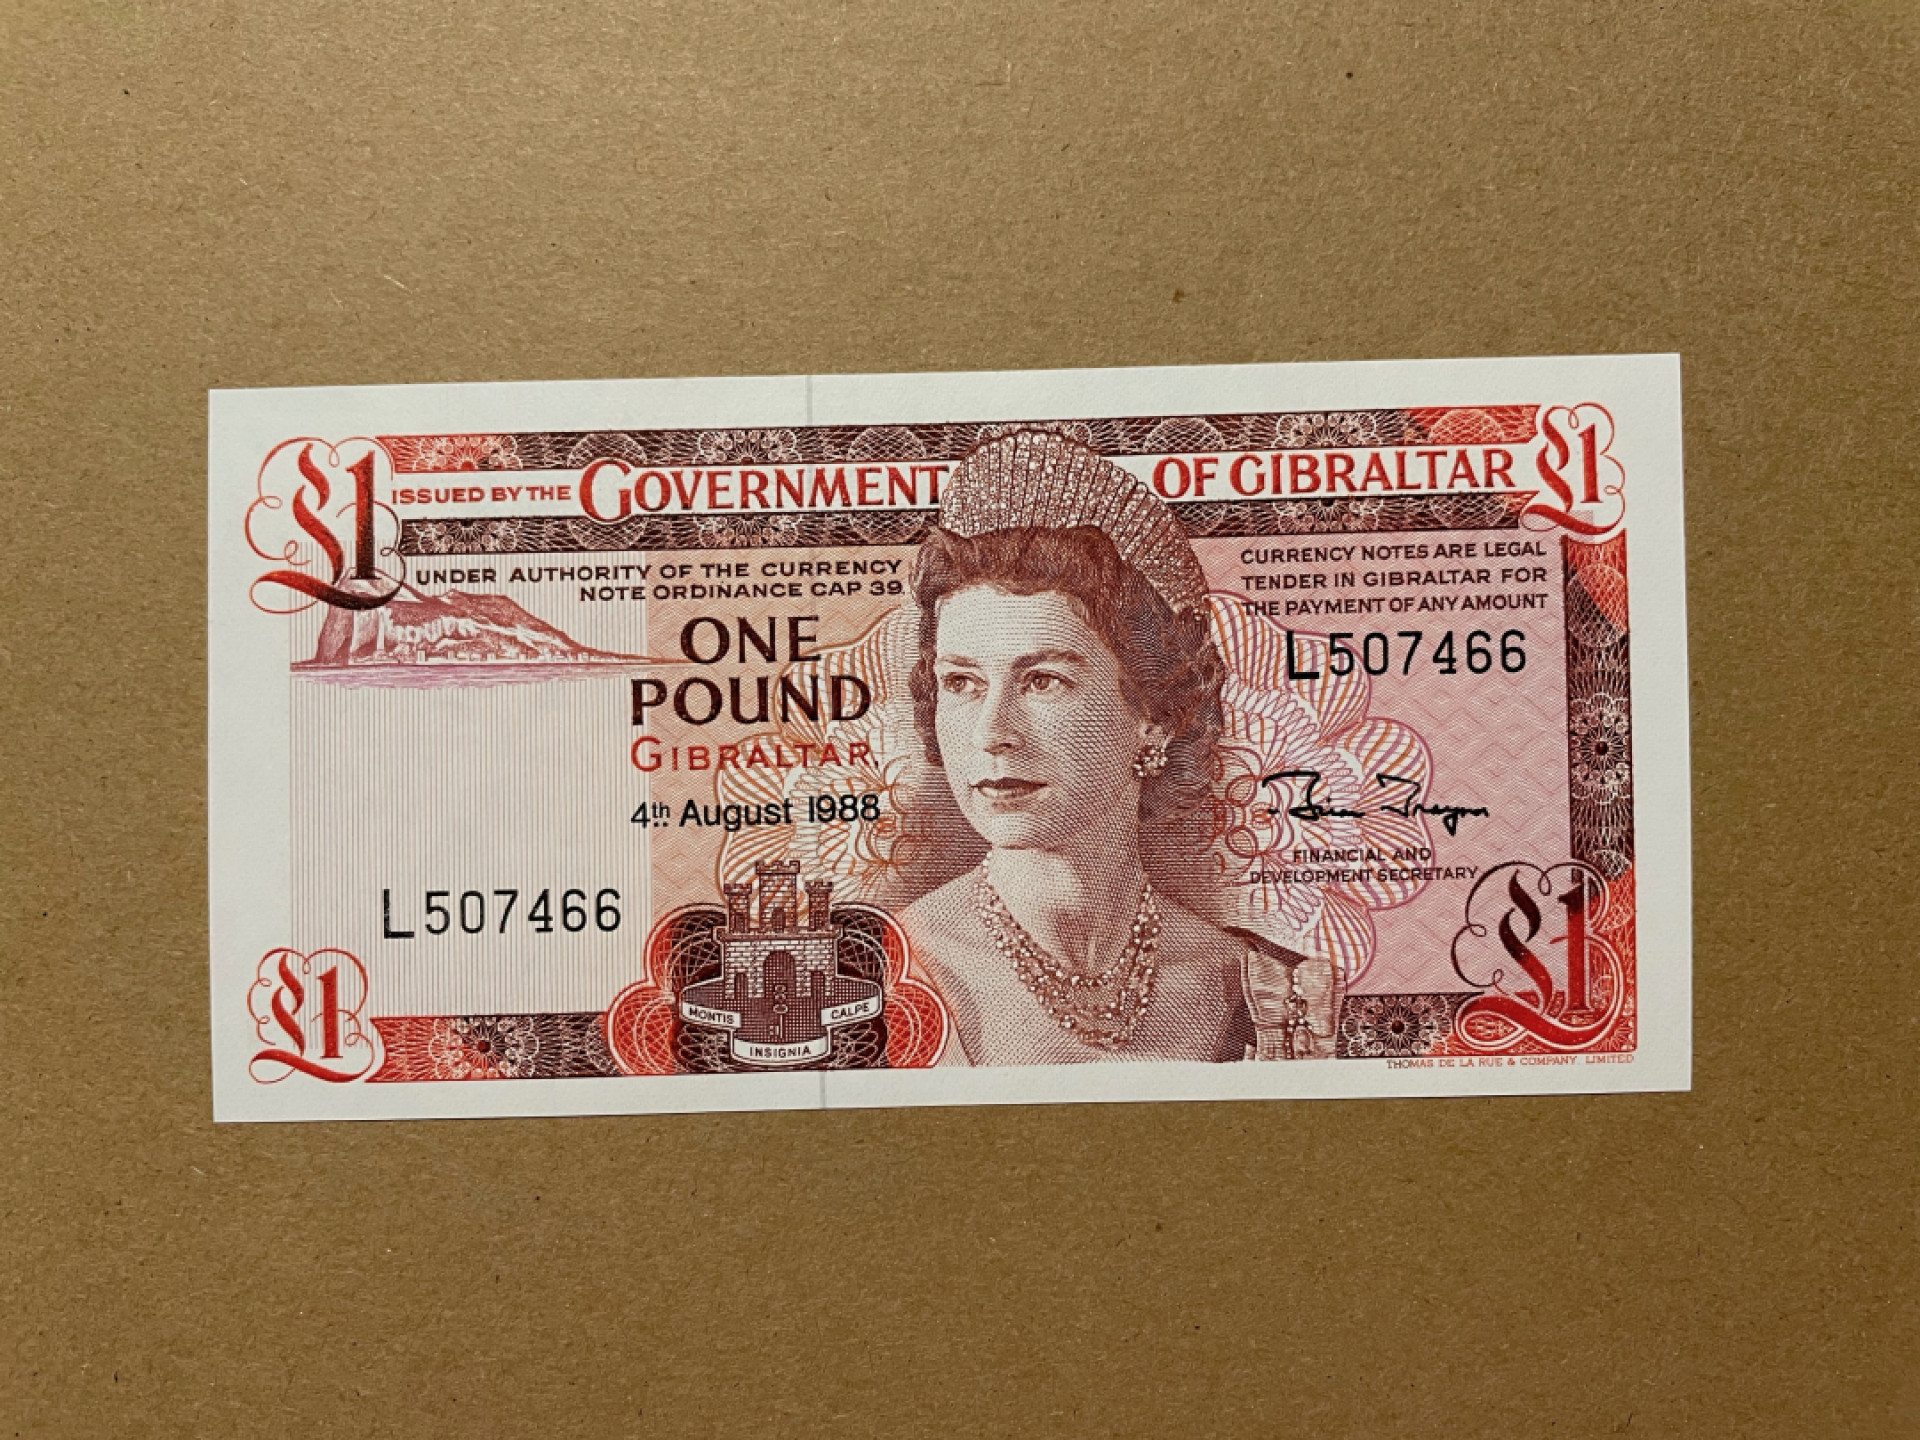 £1 ISSUED BY THE GOVERNMENT OF GIBRALTAR £1
UNDER AUTHORITY OF THE CURRENCY
NOTE ORDINANCE CAP 39.
CURRENCY NOTES ARE LEGAL
TENDER IN GIBRALTAR FOR
THE PAYMENT OF ANY AMOUNT
L507466
ONE
POUND
GIBRALTAR,
4th August 1988
FINANCIAL AND
DEVELOPMENT SECRETARY
L507466
MONTIS CALPE
INSIGNIA
£1
£1
THOMAS DE LA RUE & COMPANY, LIMITED